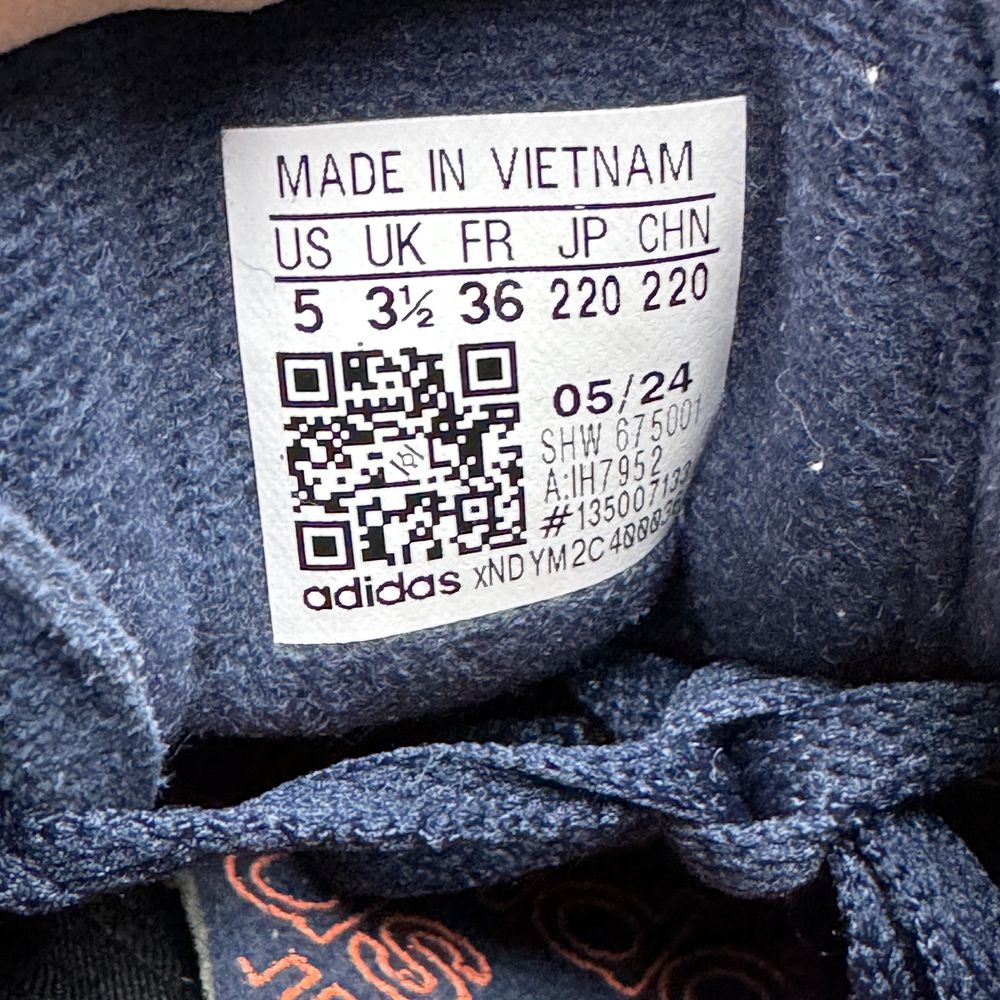 MADE IN VIETNAM
US UK FR JP CHN
5 3½ 36 220 220
05/24
SHW 675001
A:IH7952
adidas